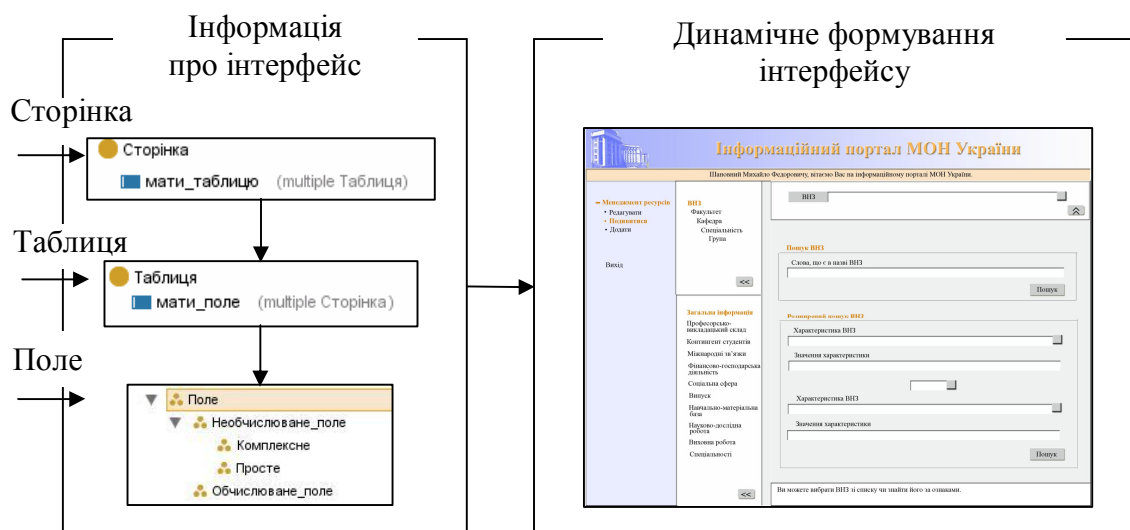 Інформація
про інтерфейс
Динамічне формування
інтерфейсу
Сторінка
Сторінка
мати_таблицю (multiple Таблиця)
Таблиця
Таблиця
мати_поле (multiple Сторінка)
Поле
Поле
Необчислюване_поле
Комплексне
Просте
Обчислюване_поле
Інформаційний портал МОН України
Шановний Михайло Федоровичу, вітаємо Вас на інформаційному порталі МОН України.
Менеджмент ресурсів
Редагувати
Подивитися
Додати
Вихід
ВНЗ
Факультет
Кафедра
Спеціальність
Група
<<
Загальна інформація
Професорсько-
викладацький склад
Контингент студентів
Міжнародні зв'язки
Фінансово-господарська
діяльність
Соціальна сфера
Випуск
Навчально-матеріальна
база
Науково-дослідна
робота
Виховна робота
Спеціальності
<<
ВНЗ
Пошук ВНЗ
Слова, що є в назві ВНЗ
Пошук
Розширений пошук ВНЗ
Характеристика ВНЗ
Значення характеристики
Характеристика ВНЗ
Значення характеристики
Пошук
Ви можете вибрати ВНЗ зі списку чи знайти його за ознаками.